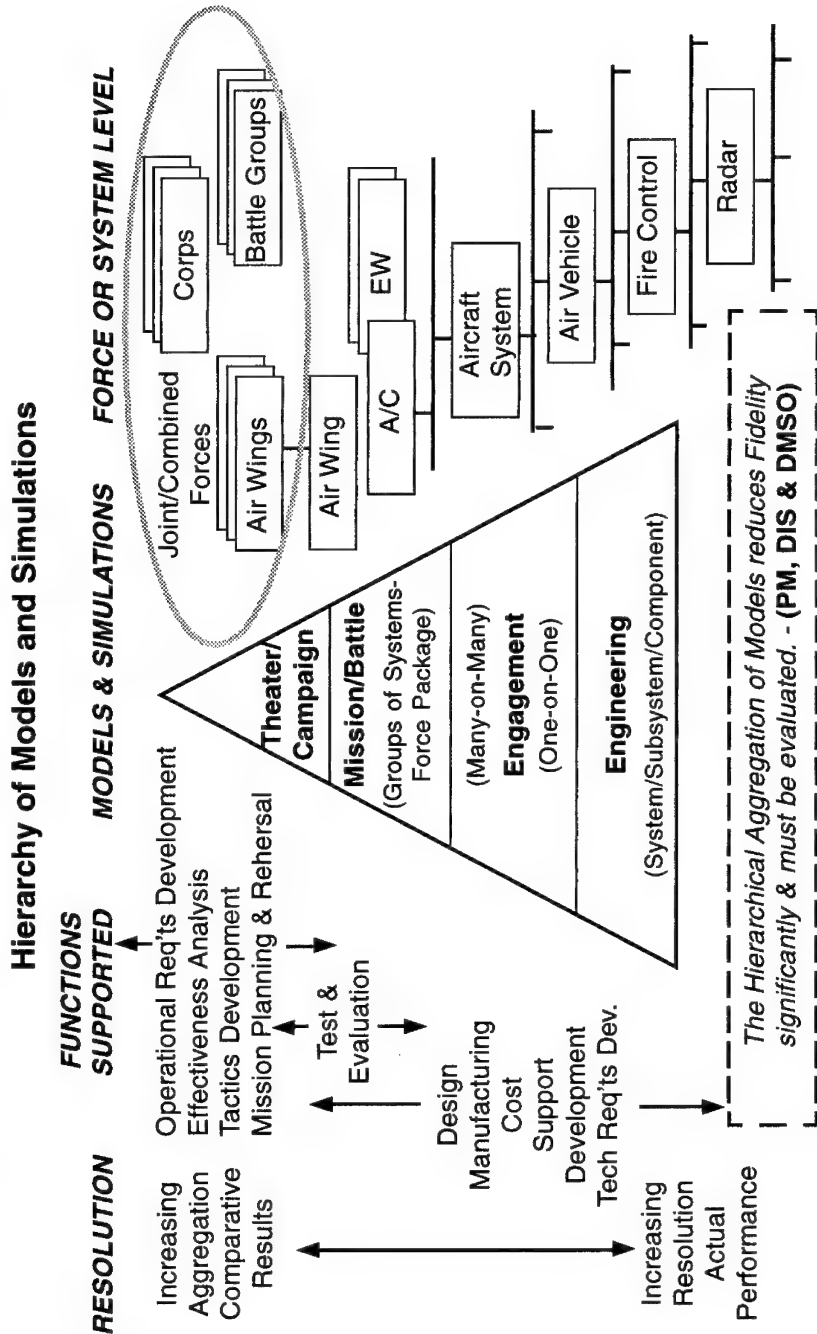 Hierarchy of Models and Simulations
RESOLUTION
Increasing
Aggregation
Comparative
Results
Increasing
Resolution
Actual
Performance
FUNCTIONS
SUPPORTED
Operational Req'ts Development
Effectiveness Analysis
Tactics Development
Mission Planning & Rehersal
Test &
Evaluation
Design
Manufacturing
Cost
Support
Development
Tech Req'ts Dev.
MODELS & SIMULATIONS
Theater/
Campaign
Mission/Battle
(Groups of Systems-
Force Package)
(Many-on-Many)
Engagement
(One-on-One)
Engineering
(System/Subsystem/Component)
FORCE OR SYSTEM LEVEL
Joint/Combined
Forces
Corps
Air Wings
Battle Groups
Air Wing
A/C
EW
Aircraft
System
Air Vehicle
Fire Control
Radar
The Hierarchical Aggregation of Models reduces Fidelity
significantly & must be evaluated. - (PM, DIS & DMSO)